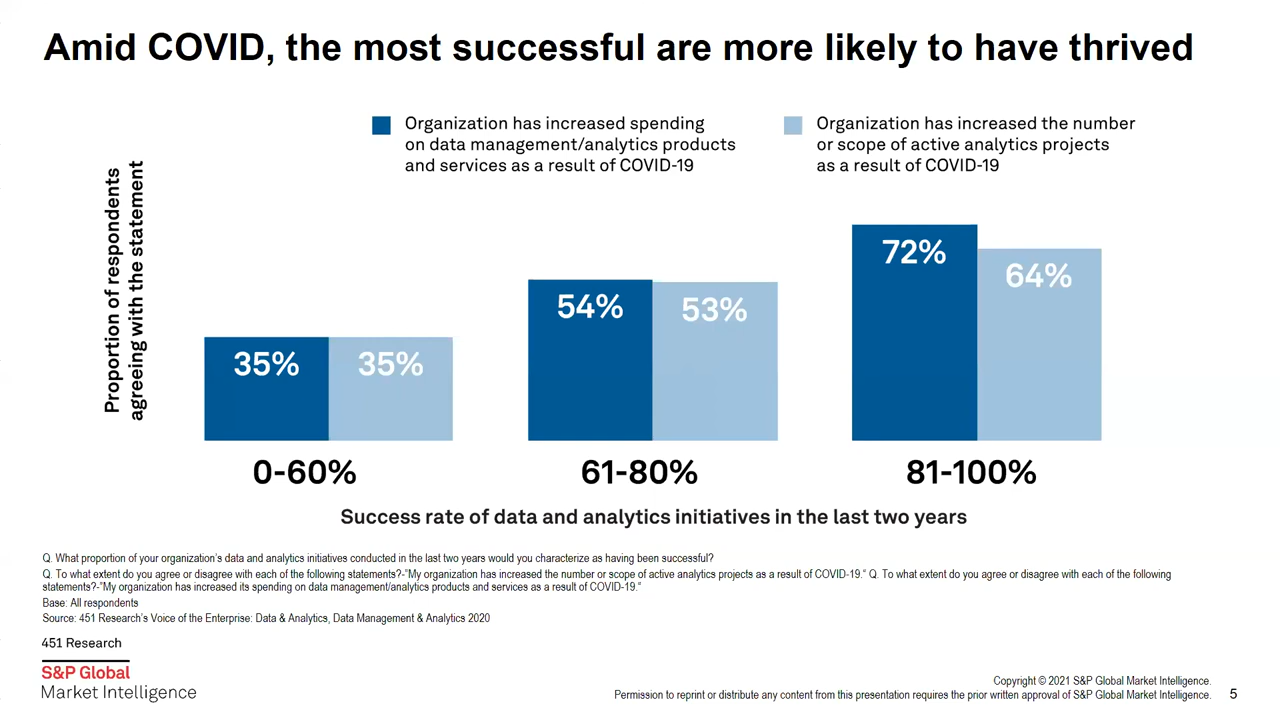 Amid COVID, the most successful are more likely to have thrived
Organization has increased spending
on data management/analytics products
and services as a result of COVID-19
Organization has increased the number
or scope of active analytics projects
as a result of COVID-19
Proportion of respondents
agreeing with the statement
35%
35%
54%
53%
72%
64%
0-60%
61-80%
81-100%
Success rate of data and analytics initiatives in the last two years
Q. What proportion of your organization's data and analytics initiatives conducted in the last two years would you characterize as having been successful?
Q. To what extent do you agree or disagree with each of the following statements?-"My organization has increased the number or scope of active analytics projects as a result of COVID-19." Q. To what extent do you agree or disagree with each of the following
statements?-"My organization has increased its spending on data management/analytics products and services as a result of COVID-19."
Base: All respondents
Source: 451 Research's Voice of the Enterprise: Data & Analytics, Data Management & Analytics 2020
451 Research
S&P Global
Market Intelligence
Copyright © 2021 S&P Global Market Intelligence.
Permission to reprint or distribute any content from this presentation requires the prior written approval of S&P Global Market Intelligence.
5